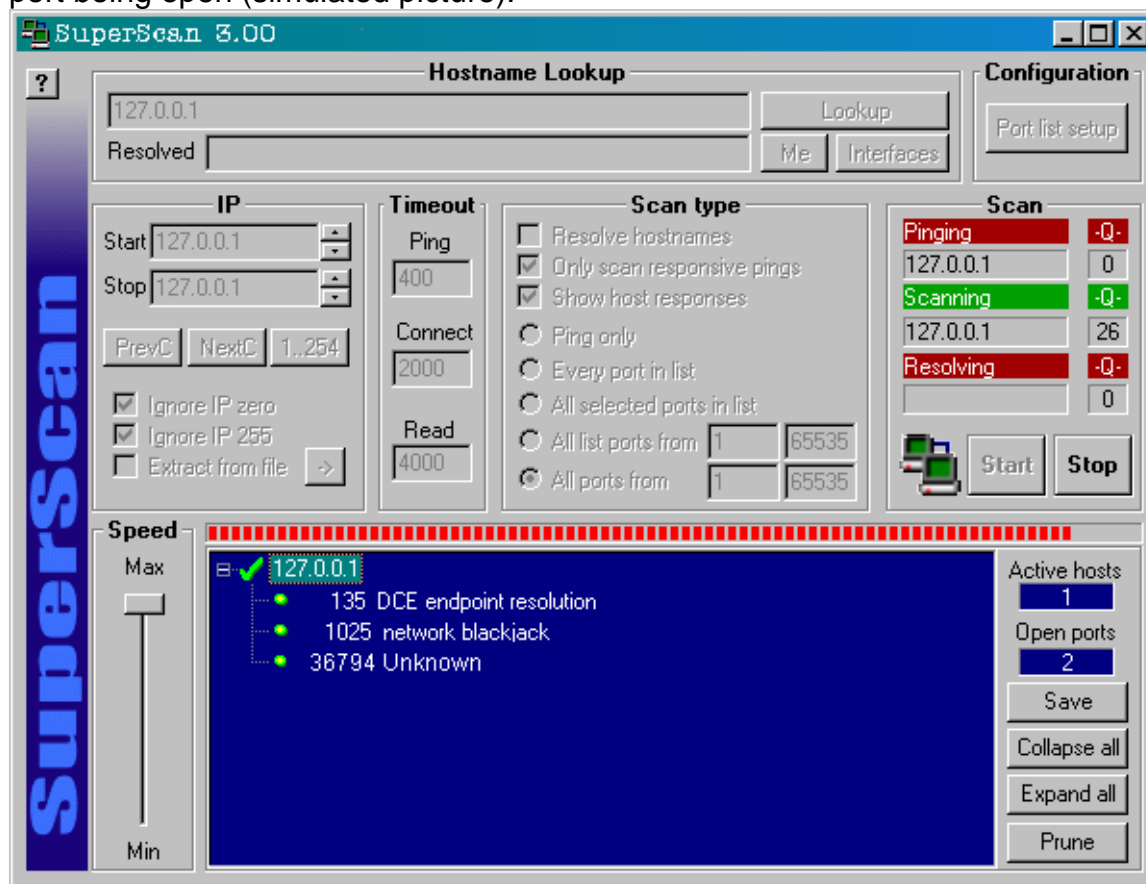 port being open (simulated picture):
SuperScan 3.00
?
Hostname Lookup
127.0.0.1
Lookup
Resolved
Me
Interfaces
Configuration
Port list setup
IP
Start 127.0.0.1
Stop 127.0.0.1
PrevC NextC 1..254
Ignore IP zero
Ignore IP 255
Extract from file ->
Timeout
Ping
400
Connect
2000
Read
4000
Scan type
Resolve hostnames
Only scan responsive pings
Show host responses
Ping only
Every port in list
All selected ports in list
All list ports from 1 65535
All ports from 1 65535
Scan
Pinging -Q-
127.0.0.1 0
Scanning -Q-
127.0.0.1 26
Resolving -Q-
0
Start Stop
SuperScan
Speed
Max
Min
127.0.0.1
135 DCE endpoint resolution
1025 network blackjack
36794 Unknown
Active hosts
1
Open ports
2
Save
Collapse all
Expand all
Prune